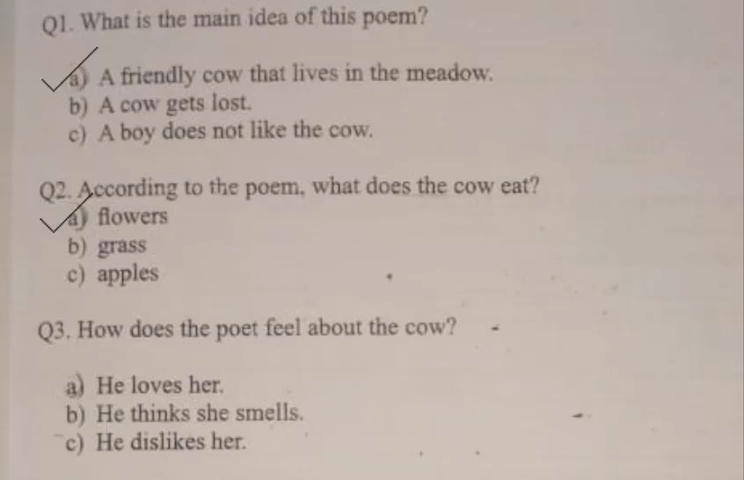 Q1. What is the main idea of this poem?
a) A friendly cow that lives in the meadow.
b) A cow gets lost.
c) A boy does not like the cow.
Q2. According to the poem, what does the cow eat?
a) flowers
b) grass
c) apples
Q3. How does the poet feel about the cow?
a) He loves her.
b) He thinks she smells.
c) He dislikes her.